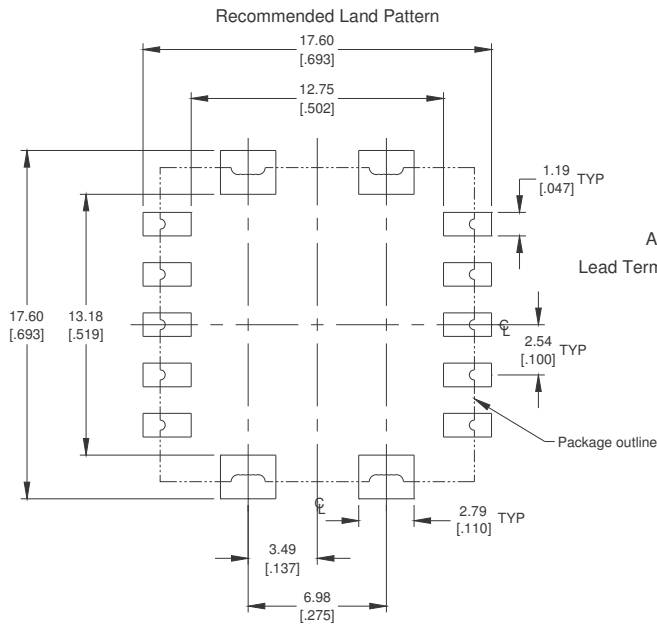 Recommended Land Pattern
17.60
[.693]
12.75
[.502]
1.19
[.047]
TYP
A
Lead Term
17.60
[.693]
13.18
[.519]
℄
2.54
[.100]
TYP
Package outline
℄
2.79
[.110]
TYP
3.49
[.137]
6.98
[.275]